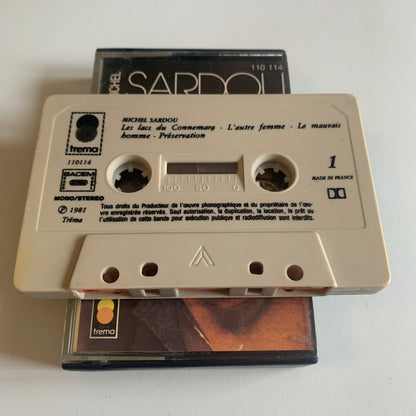 MICHEL
SARDOU
110 114
trema
110114
SACEM
MONO/STEREO
℗ 1981
Tréma
MICHEL SARDOU
Les lacs du Connemara - L'autre femme - Le mauvais
homme - Préservation
1
MADE IN FRANCE
100 50 0
Tous droits du Producteur de l'œuvre phonographique et du propriétaire de l'œu-
vre enregistrée réservés. Sauf autorisation, la duplication, la location, le prêt ou
l'utilisation de cette bande pour exécution publique et radiodiffusion sont interdits.
trema